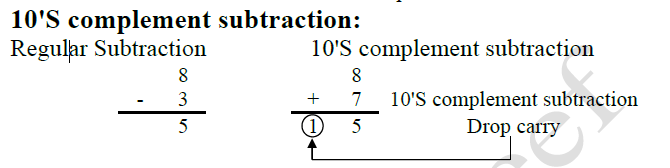 10'S complement subtraction:
Regular Subtraction 10'S complement subtraction
8 8
- 3 + 7 10'S complement subtraction
5 1 5 Drop carry